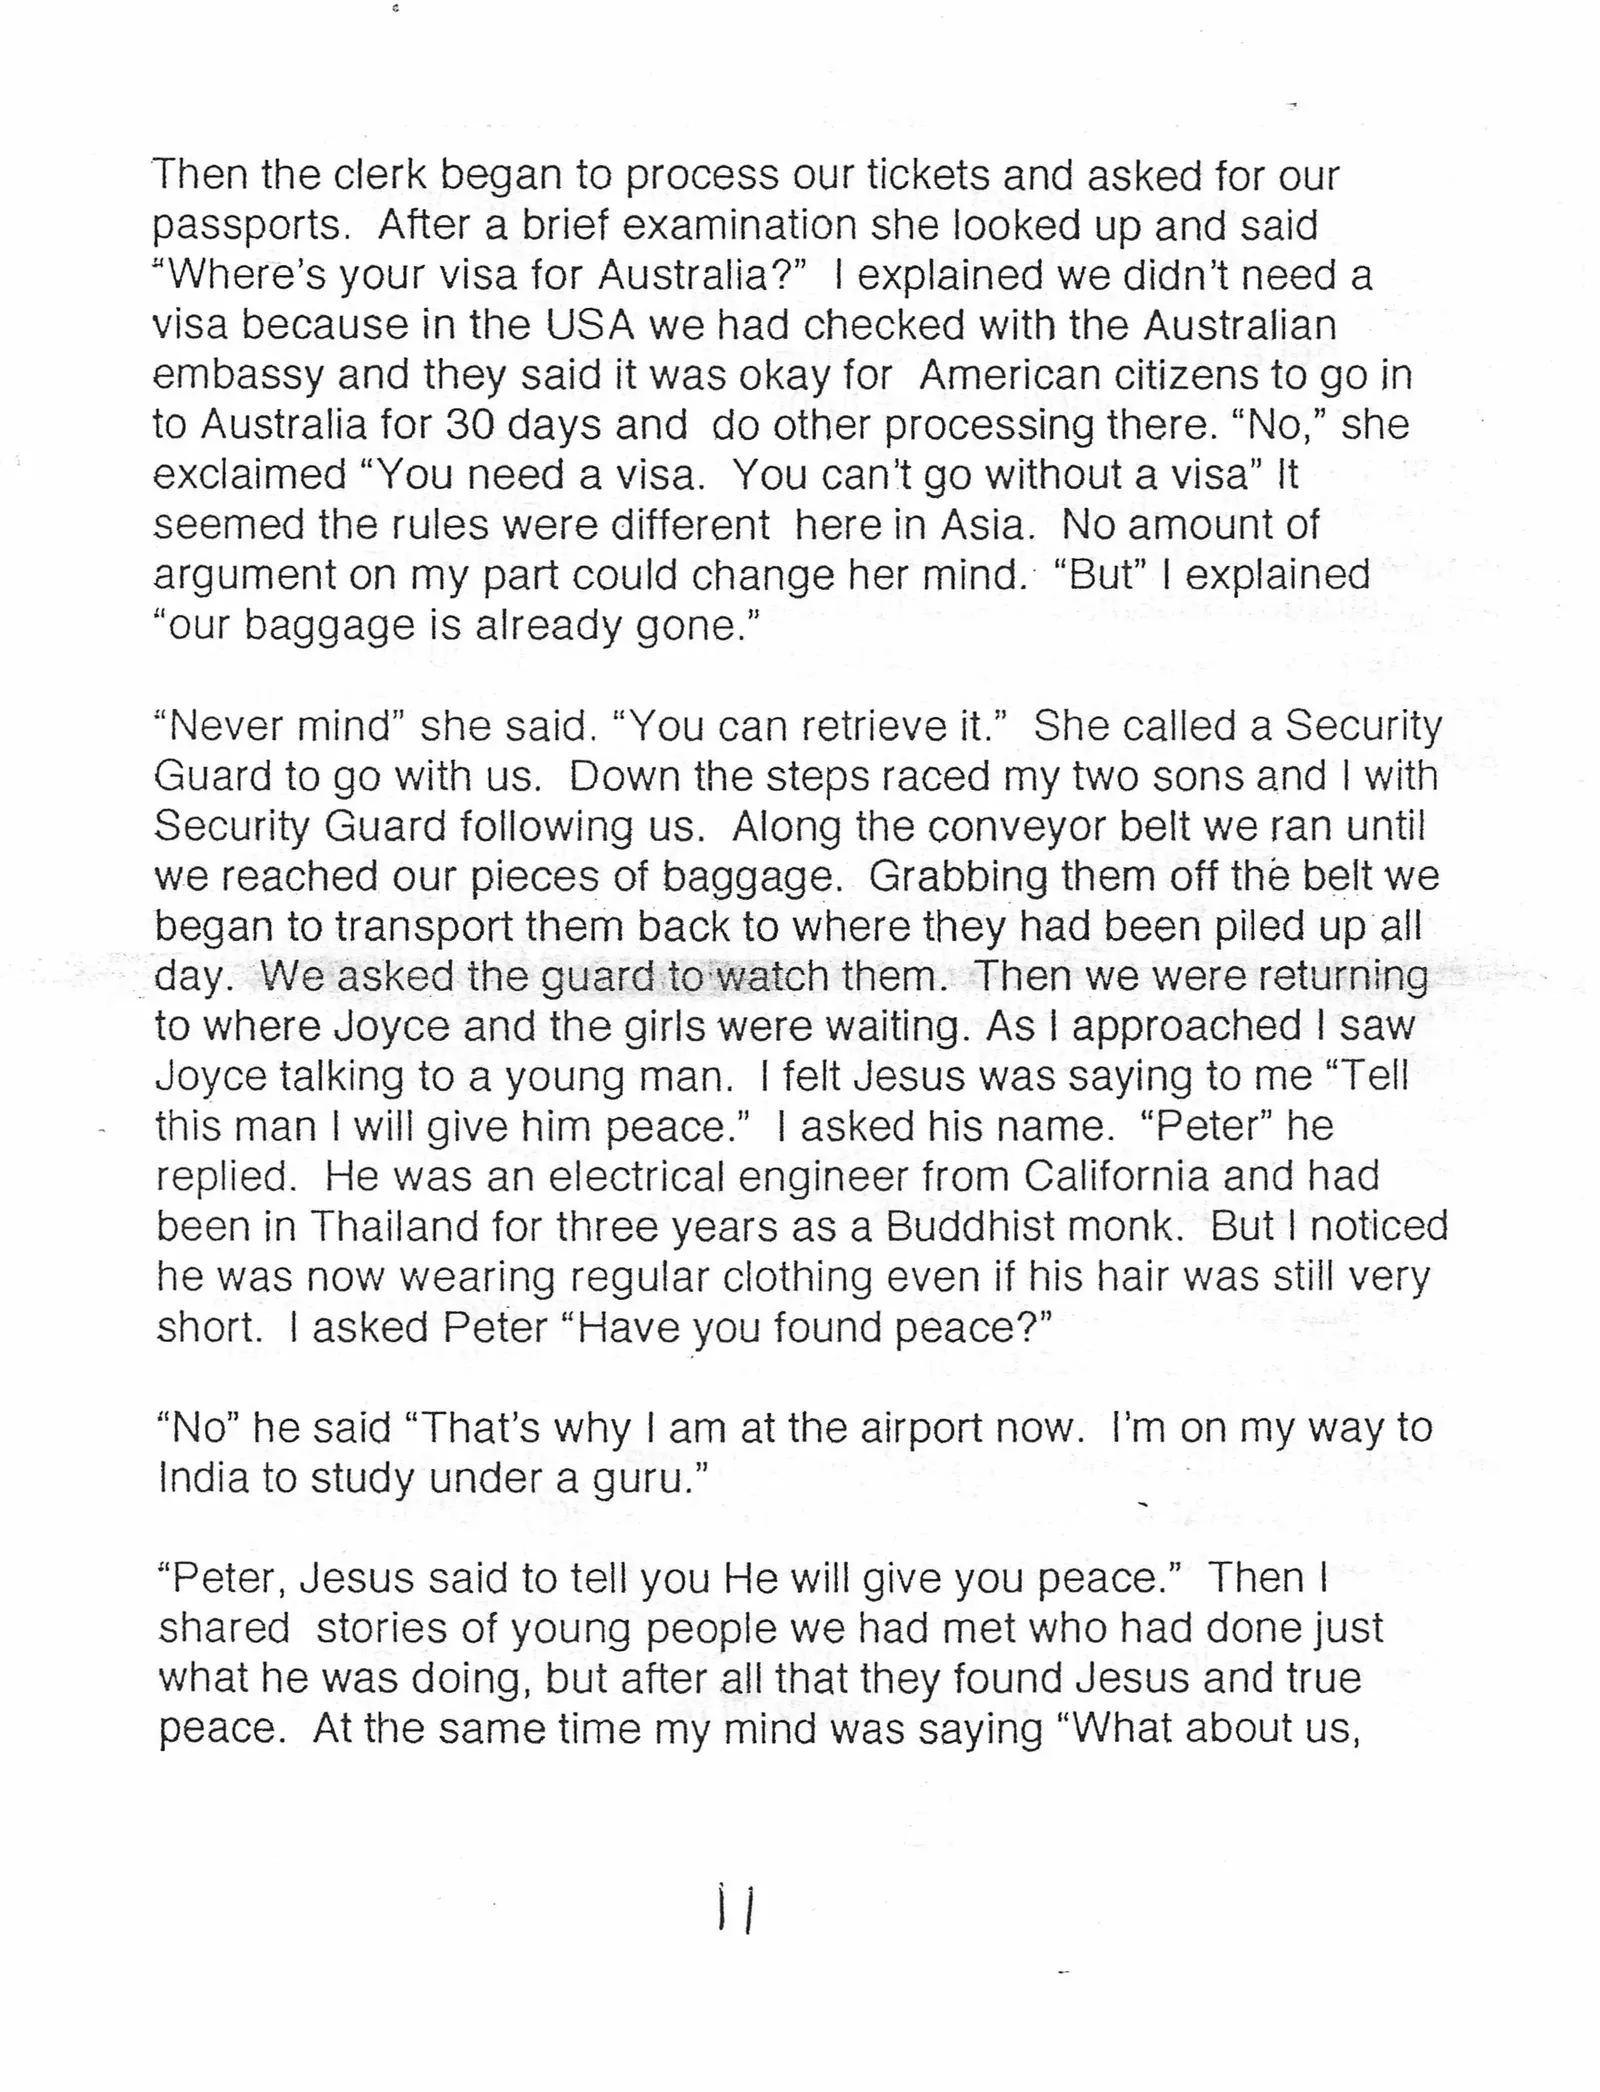 Then the clerk began to process our tickets and asked for our
passports.  After a brief examination she looked up and said
“Where’s your visa for Australia?”  I explained we didn’t need a
visa because in the USA we had checked with the Australian
embassy and they said it was okay for  American citizens to go in
to Australia for 30 days and  do other processing there. “No,” she
exclaimed “You need a visa.  You can’t go without a visa” It
seemed the rules were different  here in Asia.  No amount of
argument on my part could change her mind.  “But” I explained
“our baggage is already gone.”

“Never mind” she said. “You can retrieve it.”  She called a Security
Guard to go with us.  Down the steps raced my two sons and I with
Security Guard following us.  Along the conveyor belt we ran until
we reached our pieces of baggage.  Grabbing them off the belt we
began to transport them back to where they had been piled up all
day.  We asked the guard to watch them.  Then we were returning
to where Joyce and the girls were waiting. As I approached I saw
Joyce talking to a young man.  I felt Jesus was saying to me “Tell
this man I will give him peace.”  I asked his name.  “Peter” he
replied.  He was an electrical engineer from California and had
been in Thailand for three years as a Buddhist monk.  But I noticed
he was now wearing regular clothing even if his hair was still very
short.  I asked Peter “Have you found peace?”

“No” he said “That’s why I am at the airport now.  I’m on my way to
India to study under a guru.”

“Peter, Jesus said to tell you He will give you peace.”  Then I
shared  stories of young people we had met who had done just
what he was doing, but after all that they found Jesus and true
peace.  At the same time my mind was saying “What about us,

11